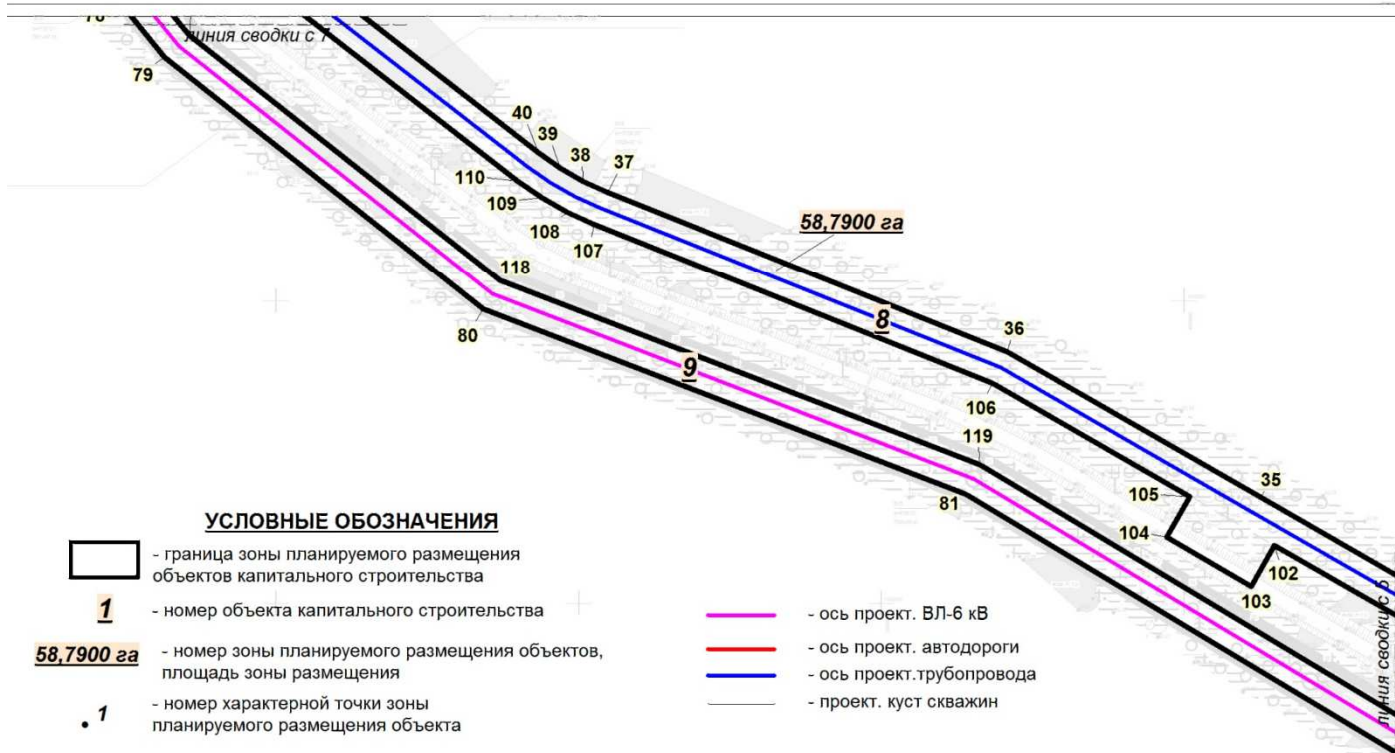 78
линия сводки с 7
79
40
39
38
37
110
109
108
107
58,7900 га
118
8
36
80
9
106
119
35
105
81
104
102
103
линия сводки с 5
УСЛОВНЫЕ ОБОЗНАЧЕНИЯ
- граница зоны планируемого размещения
объектов капитального строительства
1 - номер объекта капитального строительства
58,7900 га - номер зоны планируемого размещения объектов,
площадь зоны размещения
1 - номер характерной точки зоны
планируемого размещения объекта
- ось проект. ВЛ-6 кВ
- ось проект. автодороги
- ось проект.трубопровода
- проект. куст скважин